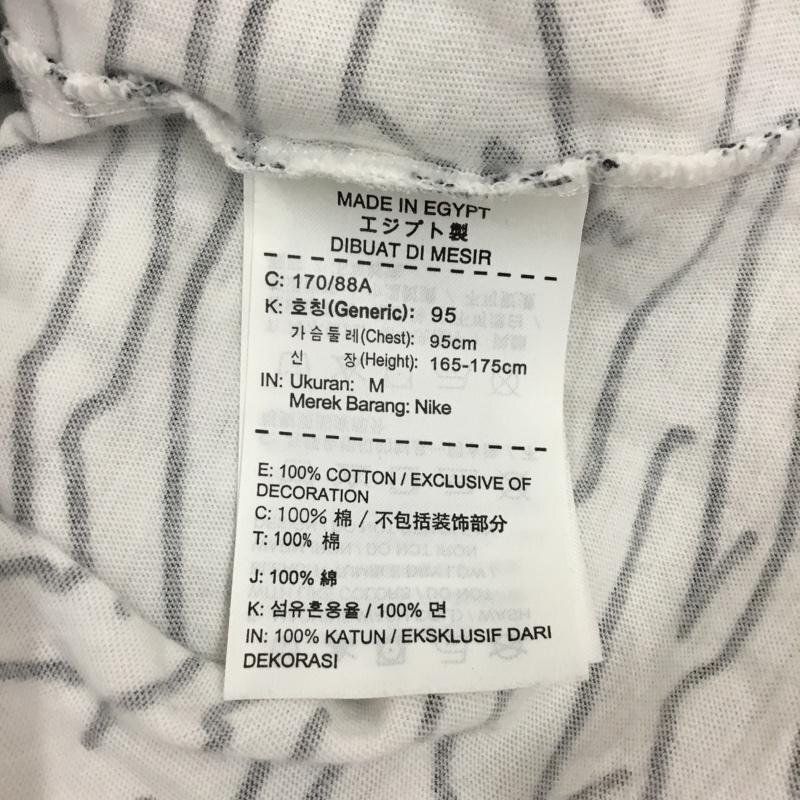 MADE IN EGYPT
エジプト製
DIBUAT DI MESIR
C: 170/88A
K: 호칭(Generic): 95
가슴둘레(Chest): 95cm
신 장(Height): 165-175cm
IN: Ukuran: M
Merek Barang: Nike
E: 100% COTTON / EXCLUSIVE OF
DECORATION
C: 100% 棉 / 不包括装饰部分
T: 100% 棉
J: 100% 綿
K: 섬유혼용율 / 100% 면
IN: 100% KATUN / EKSKLUSIF DARI
DEKORASI